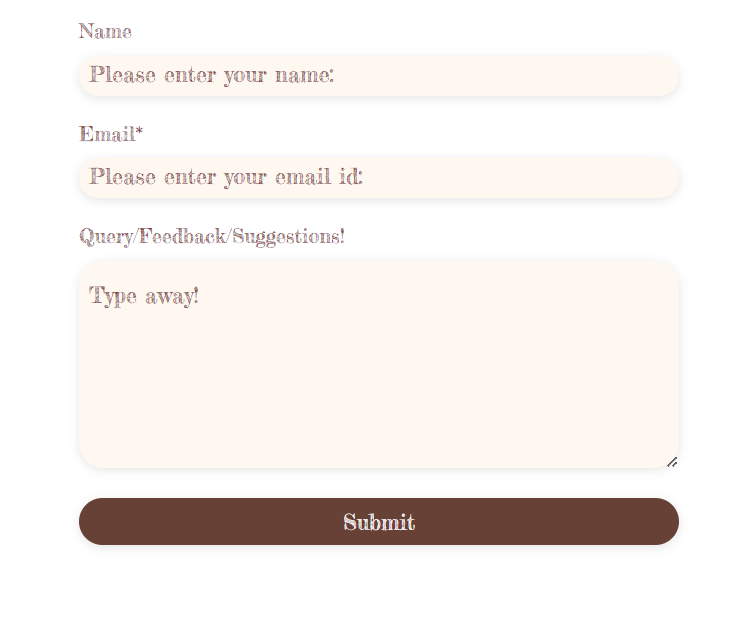 Name
Please enter your name:
Email*
Please enter your email id:
Query/Feedback/Suggestions!
Type away!
Submit